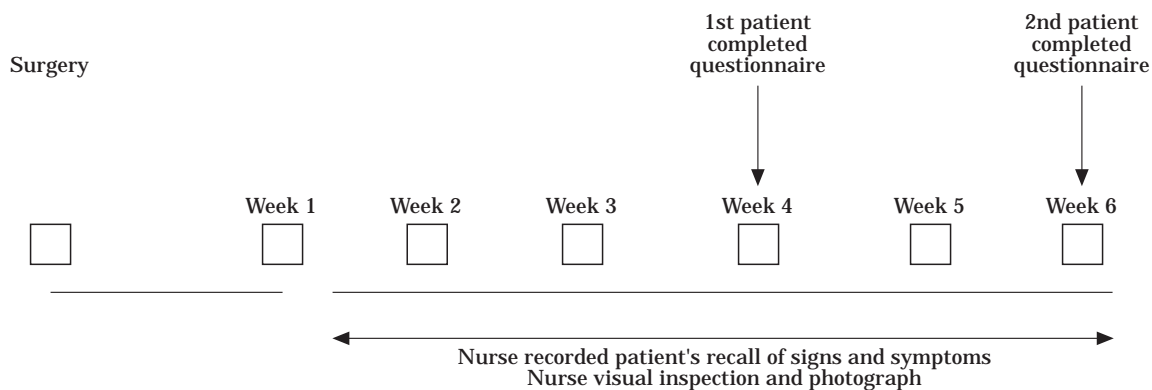 Surgery
1st patient
completed
questionnaire
2nd patient
completed
questionnaire
Week 1
Week 2
Week 3
Week 4
Week 5
Week 6
Nurse recorded patient's recall of signs and symptoms
Nurse visual inspection and photograph